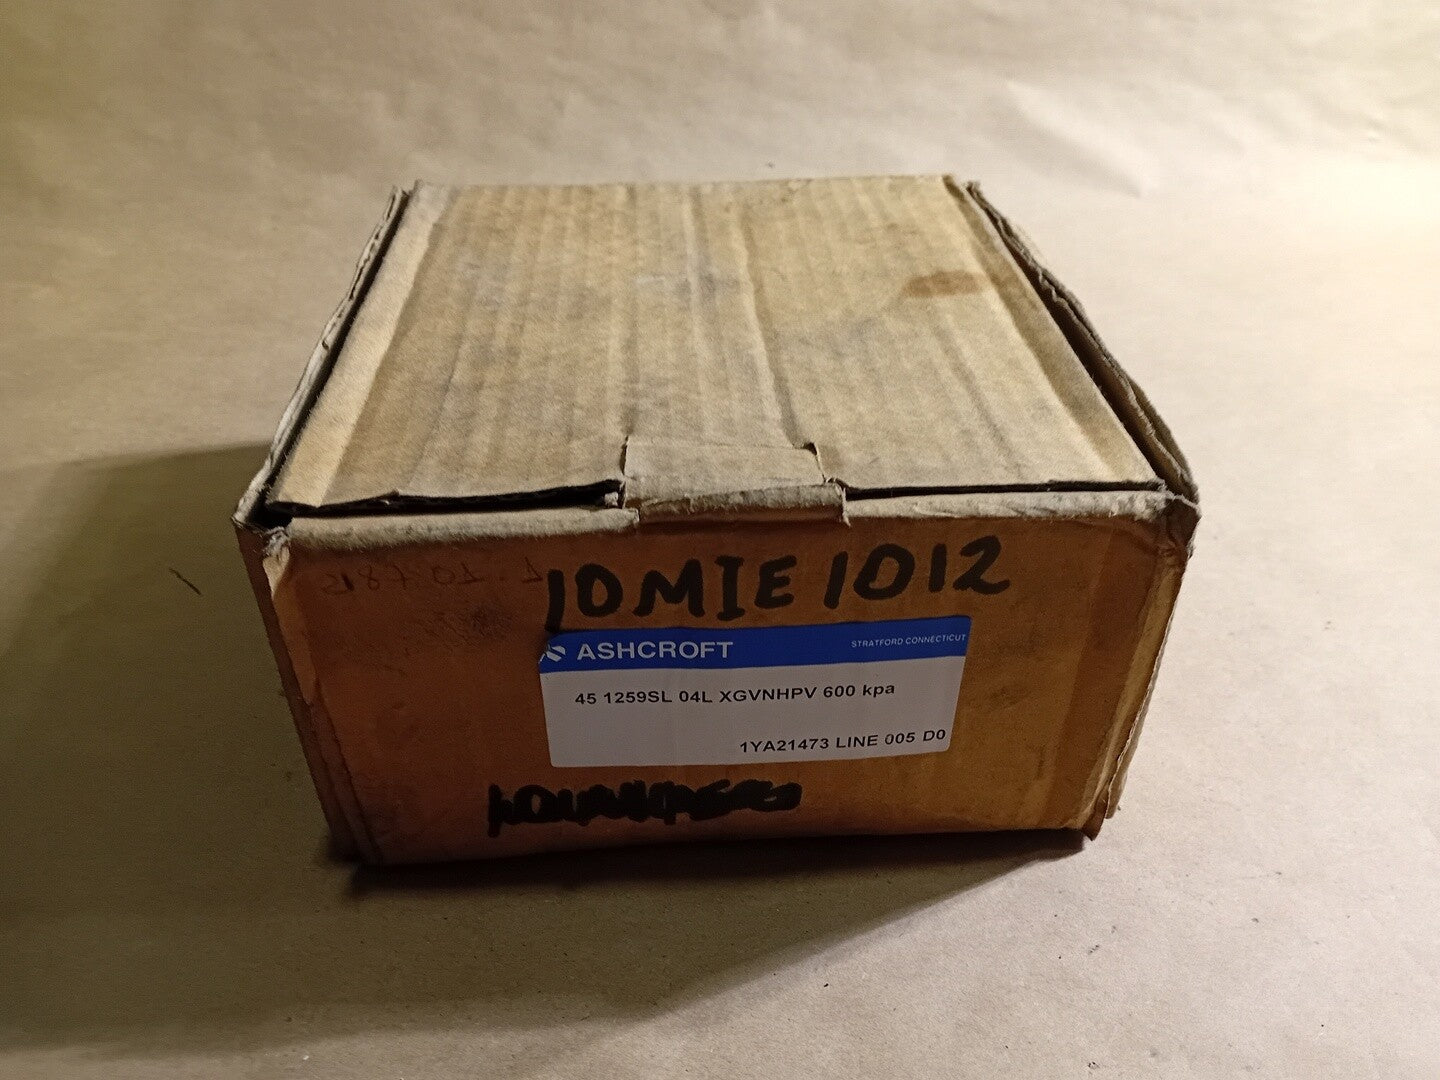 10MIE1012
ASHCROFT
STRATFORD CONNECTICUT
45 1259SL 04L XGVNHPV 600 kpa
1YA21473 LINE 005 D0